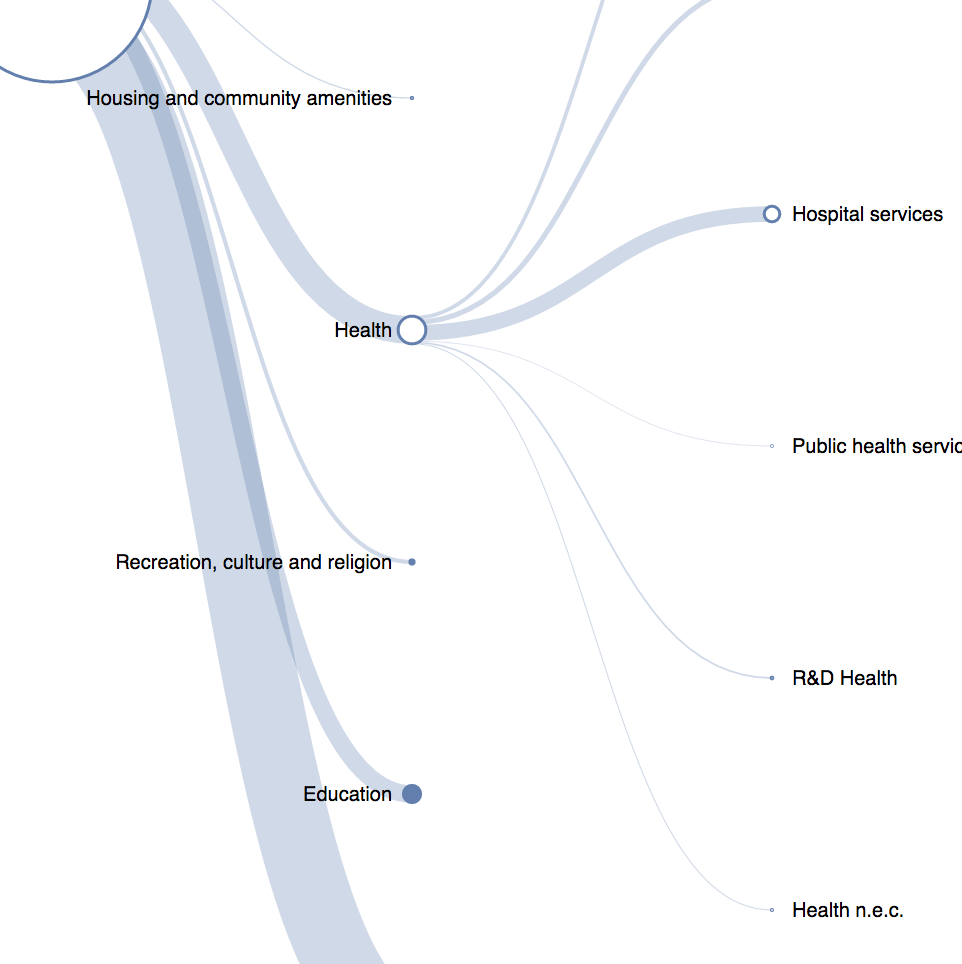 Housing and community amenities
Hospital services
Health
Public health servic
Recreation, culture and religion
R&D Health
Education
Health n.e.c.